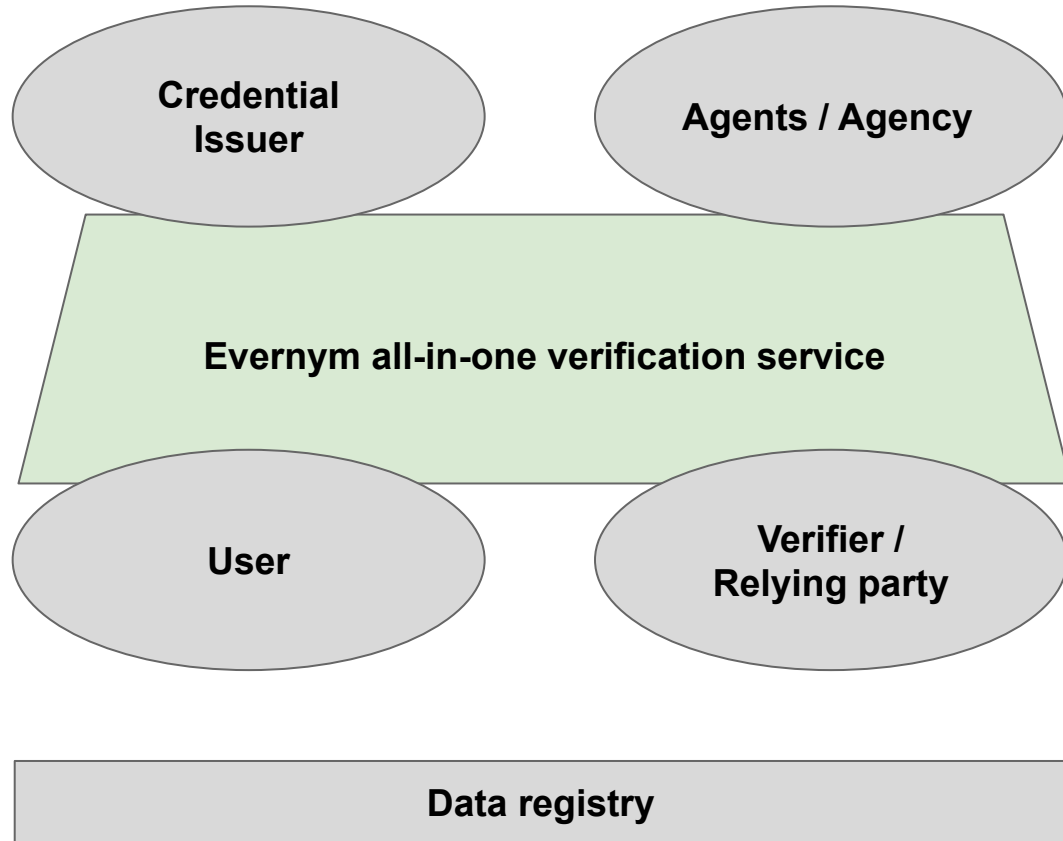 Credential
Issuer
Agents / Agency
Evernym all-in-one verification service
User
Verifier /
Relying party
Data registry